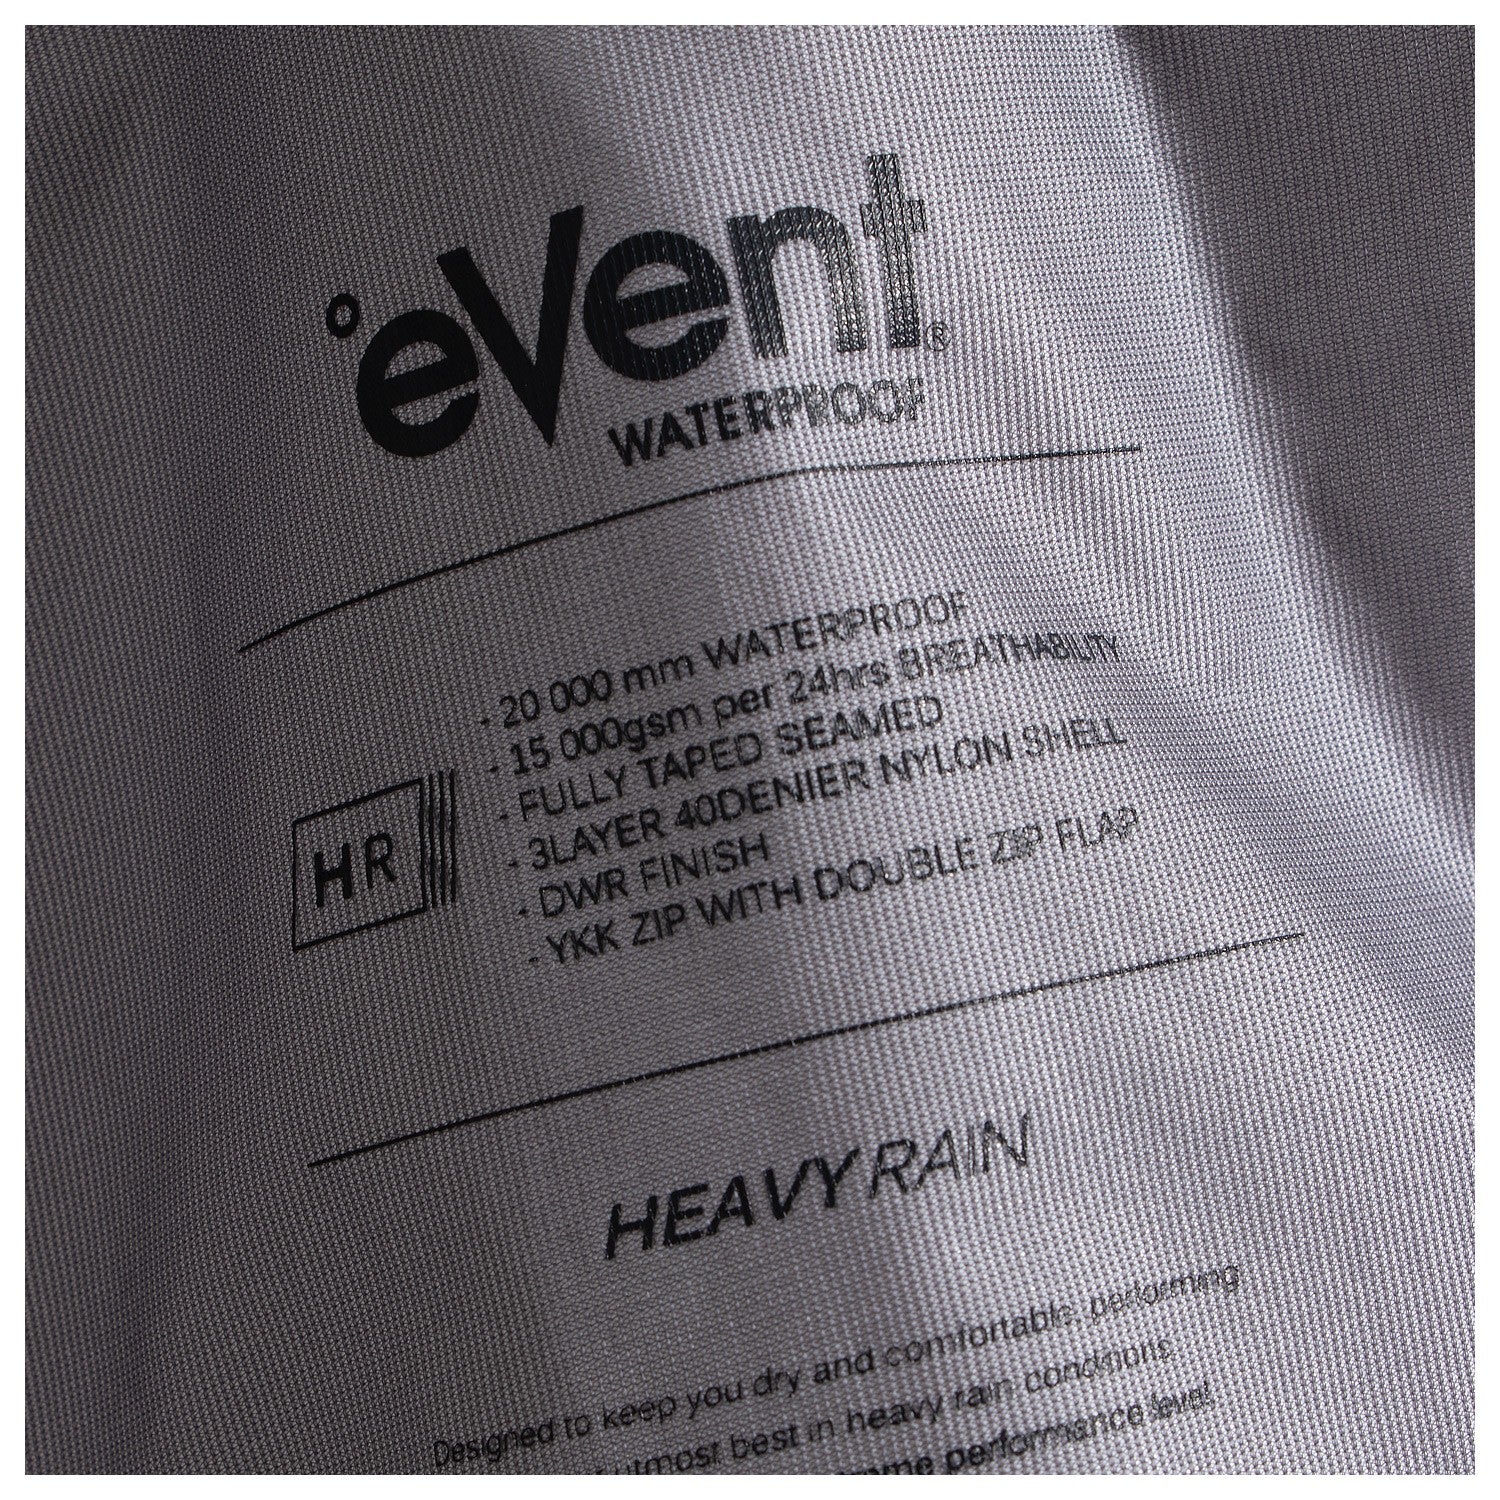 °eVent®
WATERPROOF
- 20 000 mm WATERPROOF
- 15 000gsm per 24hrs BREATHABILITY
- FULLY TAPED SEAMED
- 3LAYER 40DENIER NYLON SHELL
- DWR FINISH
- YKK ZIP WITH DOUBLE ZIP FLAP
HR
HEAVYRAIN
Designed to keep you dry and comfortable, performing
utmost best in heavy rain conditions.
performance level